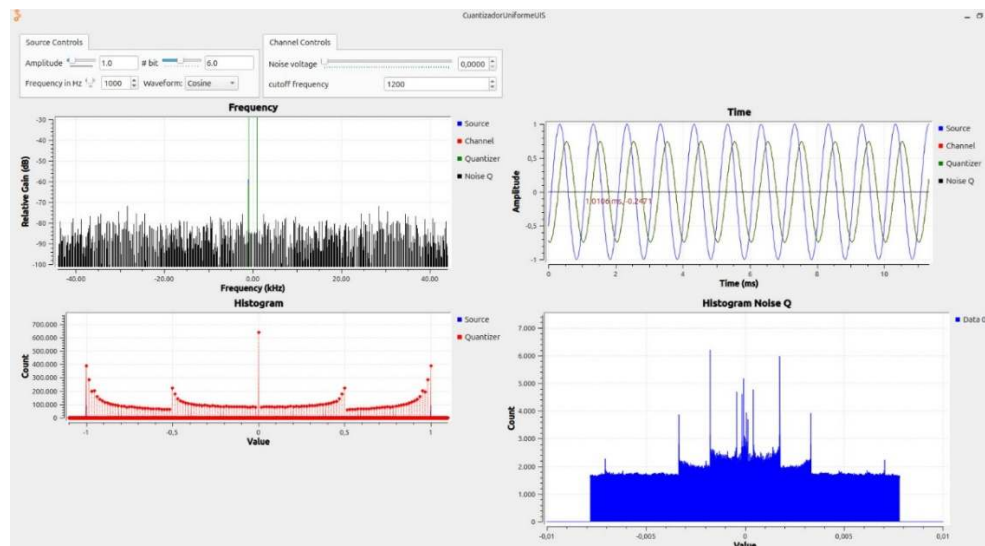 CuantizadorUniformeUIS
Source Controls
Amplitude 1.0 # bit 6.0
Frequency in Hz 1000 Waveform: Cosine
Channel Controls
Noise voltage 0,0000
cutoff frequency 1200
Frequency
-30
-40
-50
-60
-70
-80
-90
-100
Relative Gain (dB)
-40.00 -20.00 0.00 20.00 40.00
Frequency (kHz)
Source
Channel
Quantizer
Noise Q
Time
1
0,5
0
-0,5
-1
Amplitude
1.0106 ms, -0.2471
0 2 4 6 8 10
Time (ms)
Source
Channel
Quantizer
Noise Q
Histogram
700.000
600.000
500.000
400.000
300.000
200.000
100.000
0
Count
-1 -0,5 0 0,5 1
Value
Source
Quantizer
Histogram Noise Q
7.000
6.000
5.000
4.000
3.000
2.000
1.000
0
Count
-0,01 -0,005 0 0,005 0,01
Value
Data 0